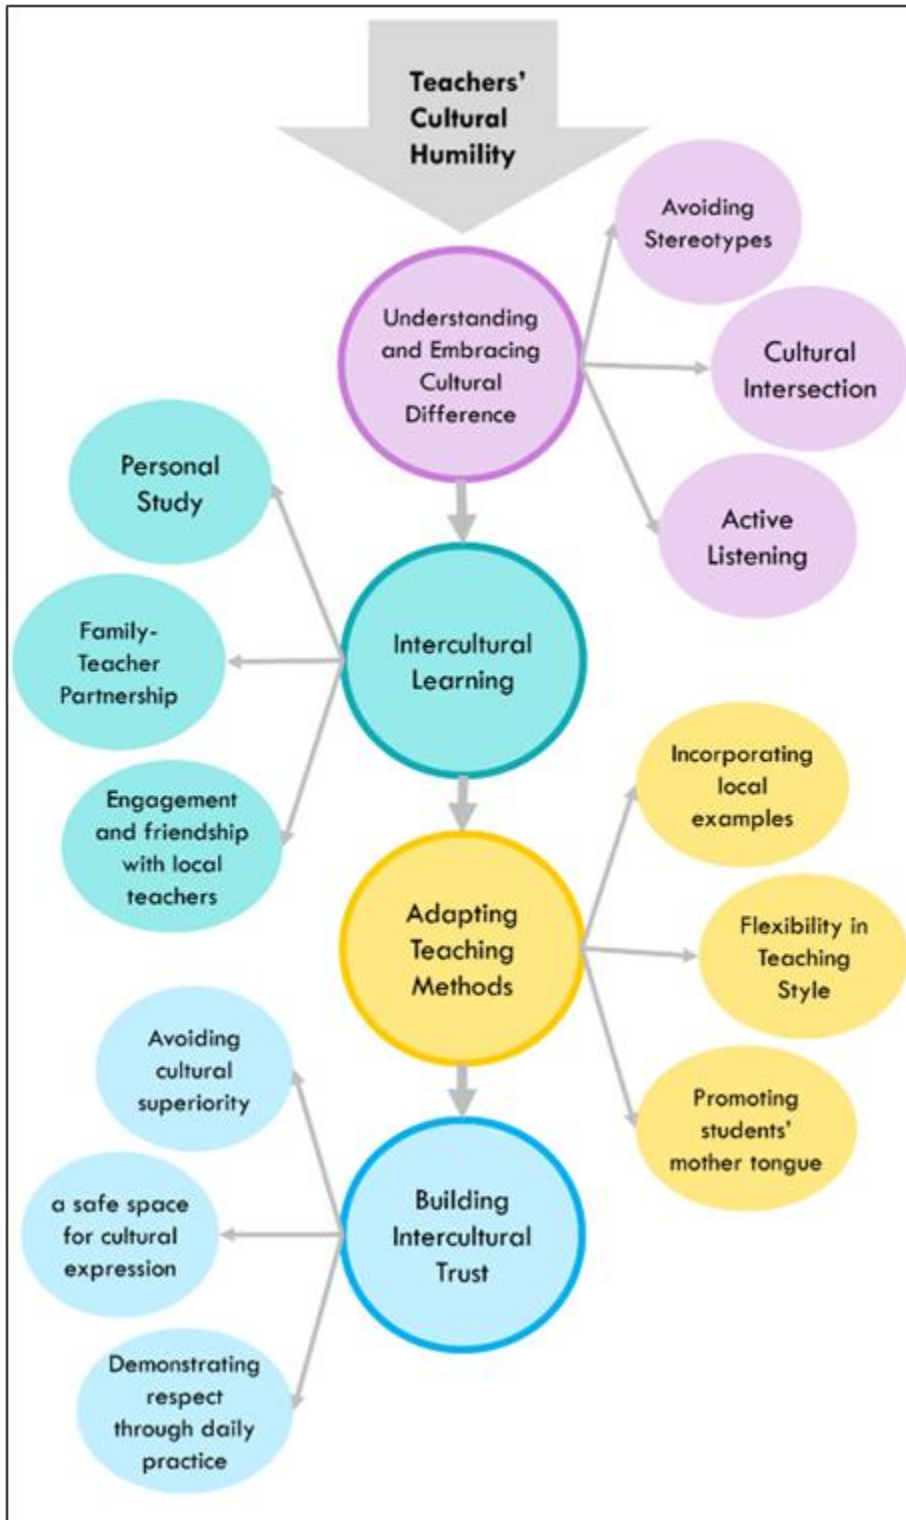 Teachers'
Cultural
Humility
Understanding
and Embracing
Cultural
Difference
Avoiding
Stereotypes
Cultural
Intersection
Active
Listening
Intercultural
Learning
Personal
Study
Family-
Teacher
Partnership
Engagement
and friendship
with local
teachers
Adapting
Teaching
Methods
Incorporating
local
examples
Flexibility in
Teaching
Style
Promoting
students'
mother tongue
Building
Intercultural
Trust
Avoiding
cultural
superiority
a safe space
for cultural
expression
Demonstrating
respect
through daily
practice